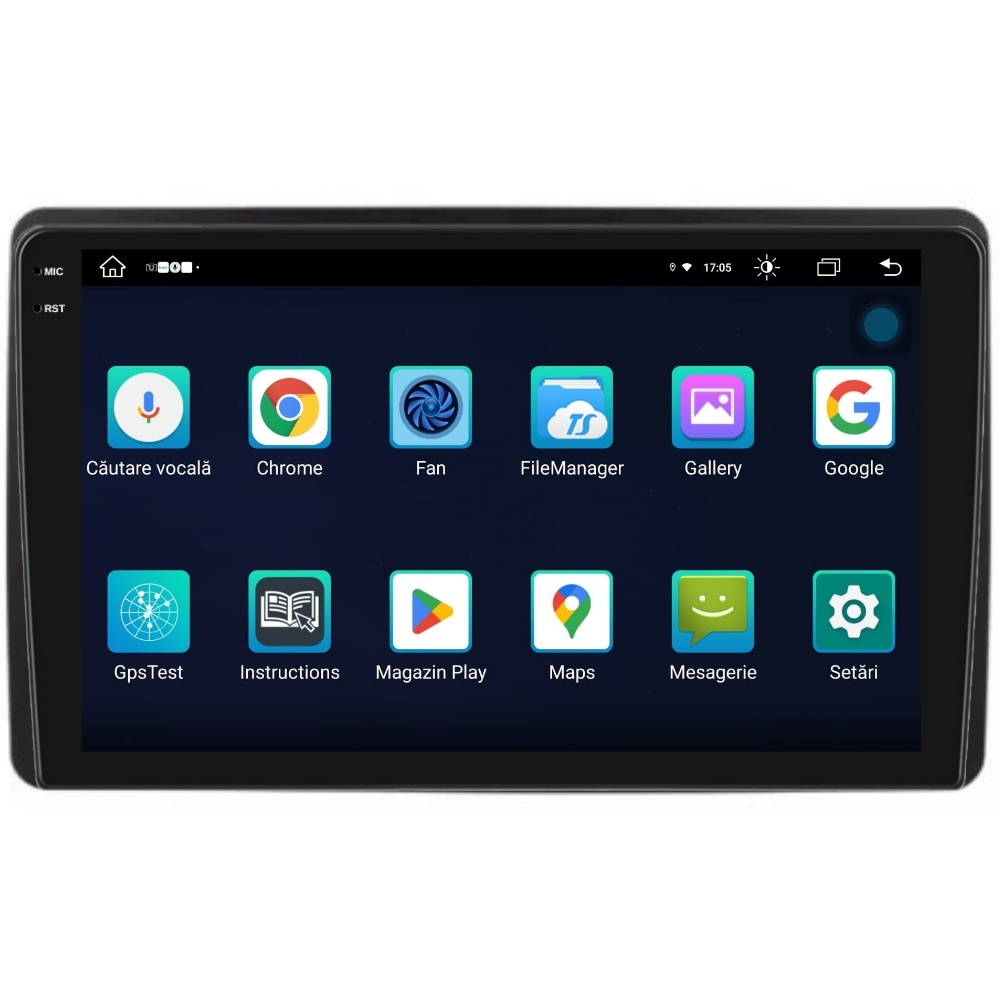 MIC
17:05
RST
Căutare vocală
Chrome
Fan
FileManager
TS
Gallery
Google
GpsTest
Instructions
Magazin Play
Maps
Mesagerie
Setări